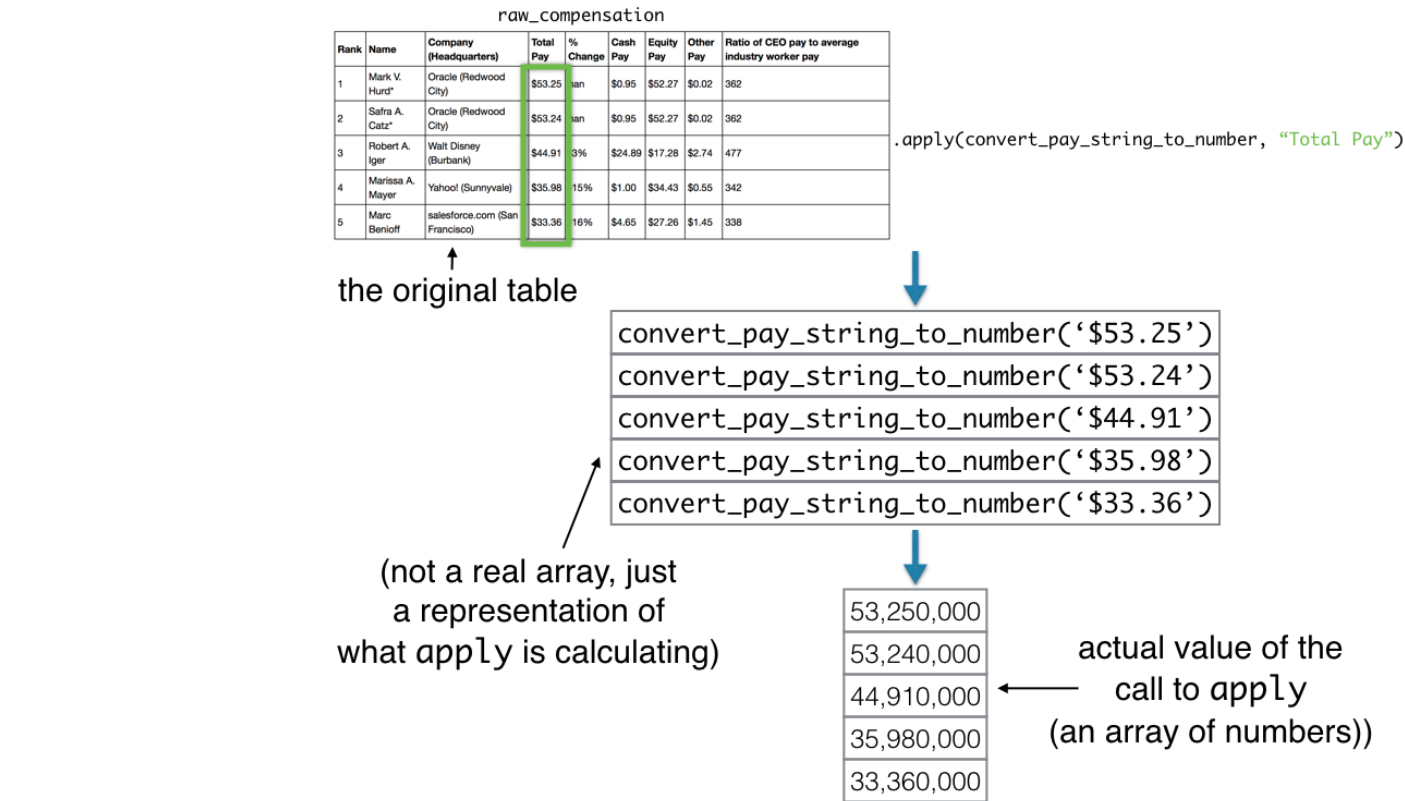 raw_compensation
Rank Name Company (Headquarters) Total Pay % Change Cash Pay Equity Pay Other Pay Ratio of CEO pay to average industry worker pay
1 Mark V. Hurd* Oracle (Redwood City) $53.25 nan $0.95 $52.27 $0.02 362
2 Safra A. Catz* Oracle (Redwood City) $53.24 nan $0.95 $52.27 $0.02 362
3 Robert A. Iger Walt Disney (Burbank) $44.91 3% $24.89 $17.28 $2.74 477
4 Marissa A. Mayer Yahoo! (Sunnyvale) $35.98 15% $1.00 $34.43 $0.55 342
5 Marc Benioff salesforce.com (San Francisco) $33.36 16% $4.65 $27.26 $1.45 338
.apply(convert_pay_string_to_number, “Total Pay”)
the original table
convert_pay_string_to_number(‘$53.25’)
convert_pay_string_to_number(‘$53.24’)
convert_pay_string_to_number(‘$44.91’)
convert_pay_string_to_number(‘$35.98’)
convert_pay_string_to_number(‘$33.36’)
(not a real array, just
a representation of
what apply is calculating)
53,250,000
53,240,000
44,910,000
35,980,000
33,360,000
actual value of the
call to apply
(an array of numbers))